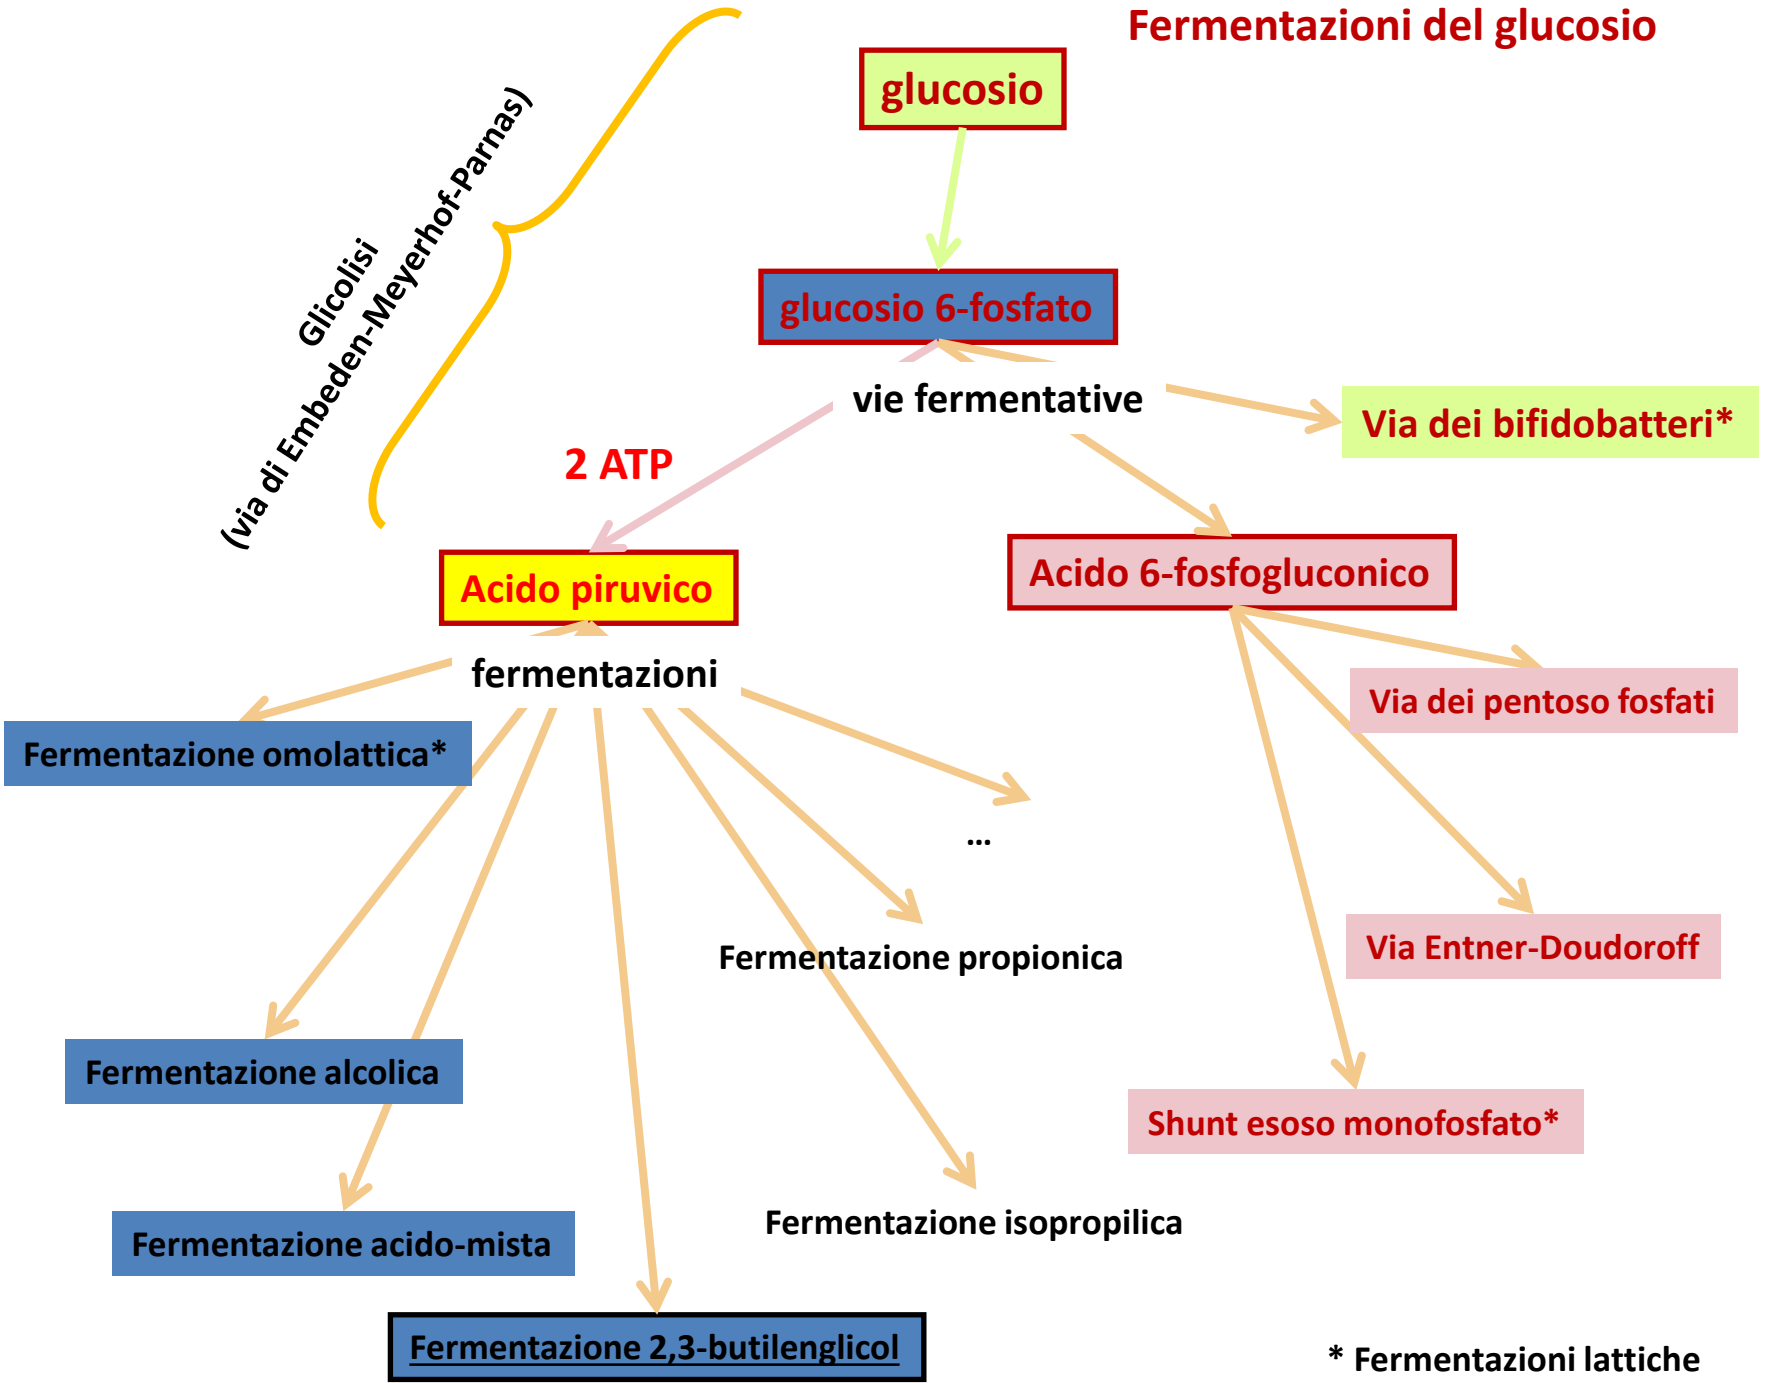 Fermentazioni del glucosio
glucosio
Glicolisi
(via di Embeden-Meyerhof-Parnas)
glucosio 6-fosfato
vie fermentative
Via dei bifidobatteri*
2 ATP
Acido piruvico
Acido 6-fosfogluconico
fermentazioni
Via dei pentoso fosfati
Fermentazione omolattica*
...
Fermentazione propionica
Via Entner-Doudoroff
Fermentazione alcolica
Shunt esoso monofosfato*
Fermentazione isopropilica
Fermentazione acido-mista
Fermentazione 2,3-butilenglicol
* Fermentazioni lattiche